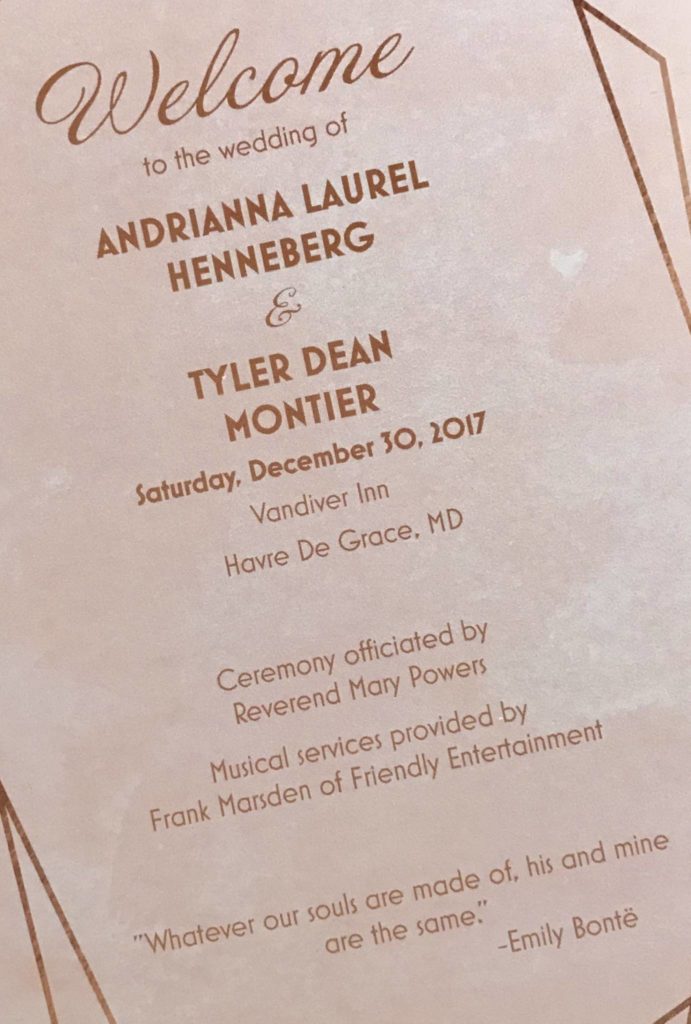 Welcome
to the wedding of
ANDRIANNA LAUREL
HENNEBERG
&
TYLER DEAN
MONTIER
Saturday, December 30, 2017
Vandiver Inn
Havre De Grace, MD
Ceremony officiated by
Reverend Mary Powers
Musical services provided by
Frank Marsden of Friendly Entertainment
"Whatever our souls are made of, his and mine
are the same."
-Emily Bontë